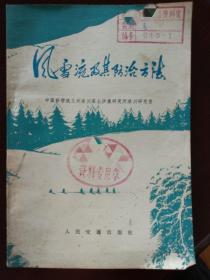 风雪流及其防治方法
中国科学院兰州冰川冻土沙漠研究所冰川研究室
资料室
人民交通出版社